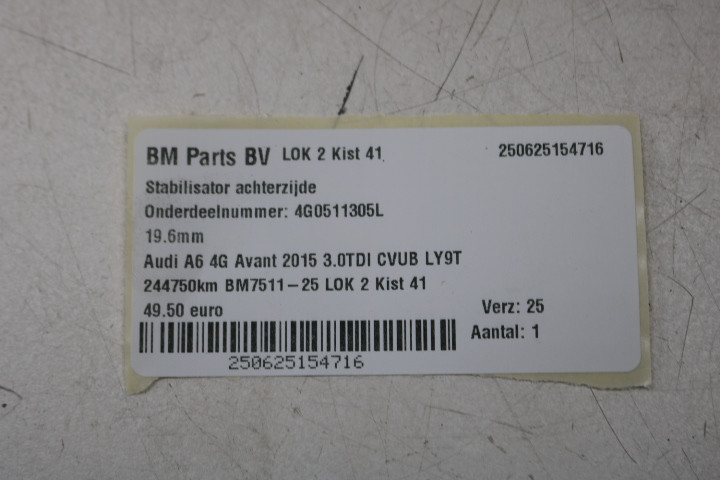 BM Parts BV LOK 2 Kist 41 250625154716
Stabilisator achterzijde
Onderdeelnummer: 4G0511305L
19.6mm
Audi A6 4G Avant 2015 3.0TDI CVUB LY9T
244750km BM7511-25 LOK 2 Kist 41
49.50 euro Verz: 25
Aantal: 1
250625154716